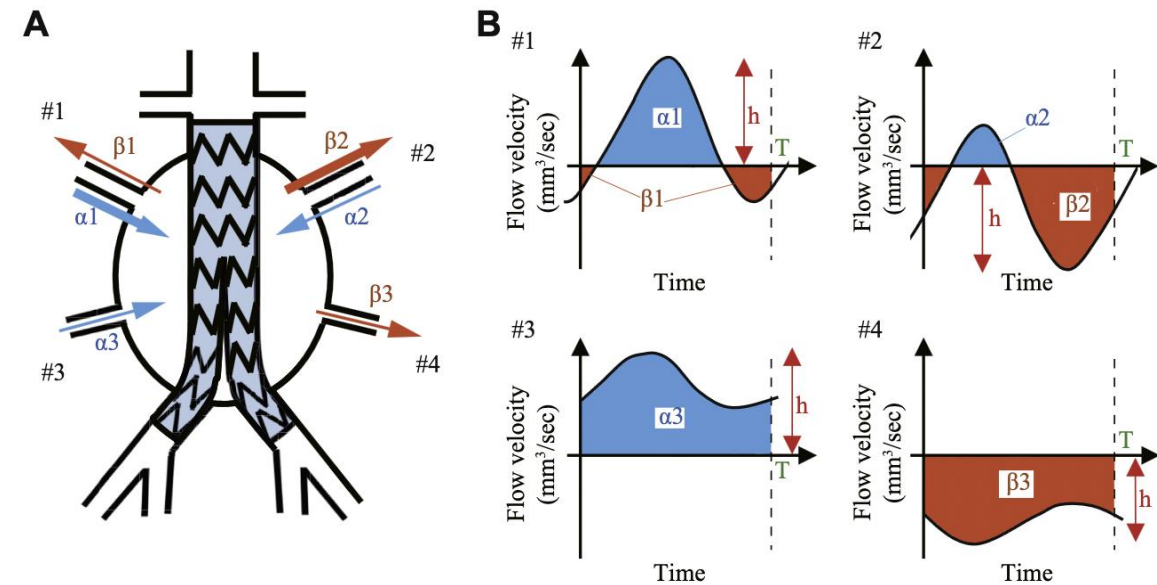 A
#1
β1
α1
β2
#2
α2
α3
#3
β3
#4
B
#1
Flow velocity
(mm³/sec)
α1
h
T
β1
Time
#2
Flow velocity
(mm³/sec)
α2
T
h
β2
Time
#3
Flow velocity
(mm³/sec)
α3
h
T
Time
#4
Flow velocity
(mm³/sec)
T
β3
h
Time